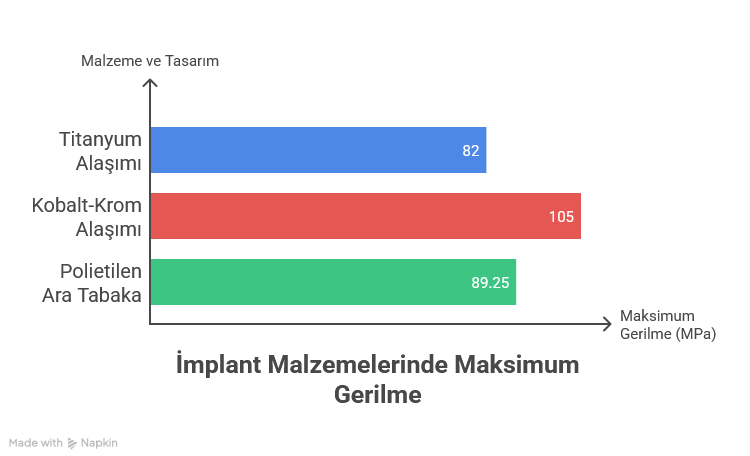 Malzeme ve Tasarım
Titanyum
Alaşımı
82
Kobalt-Krom
Alaşımı
105
Polietilen
Ara Tabaka
89.25
Maksimum
Gerilme (MPa)
İmplant Malzemelerinde Maksimum
Gerilme
Made with Napkin